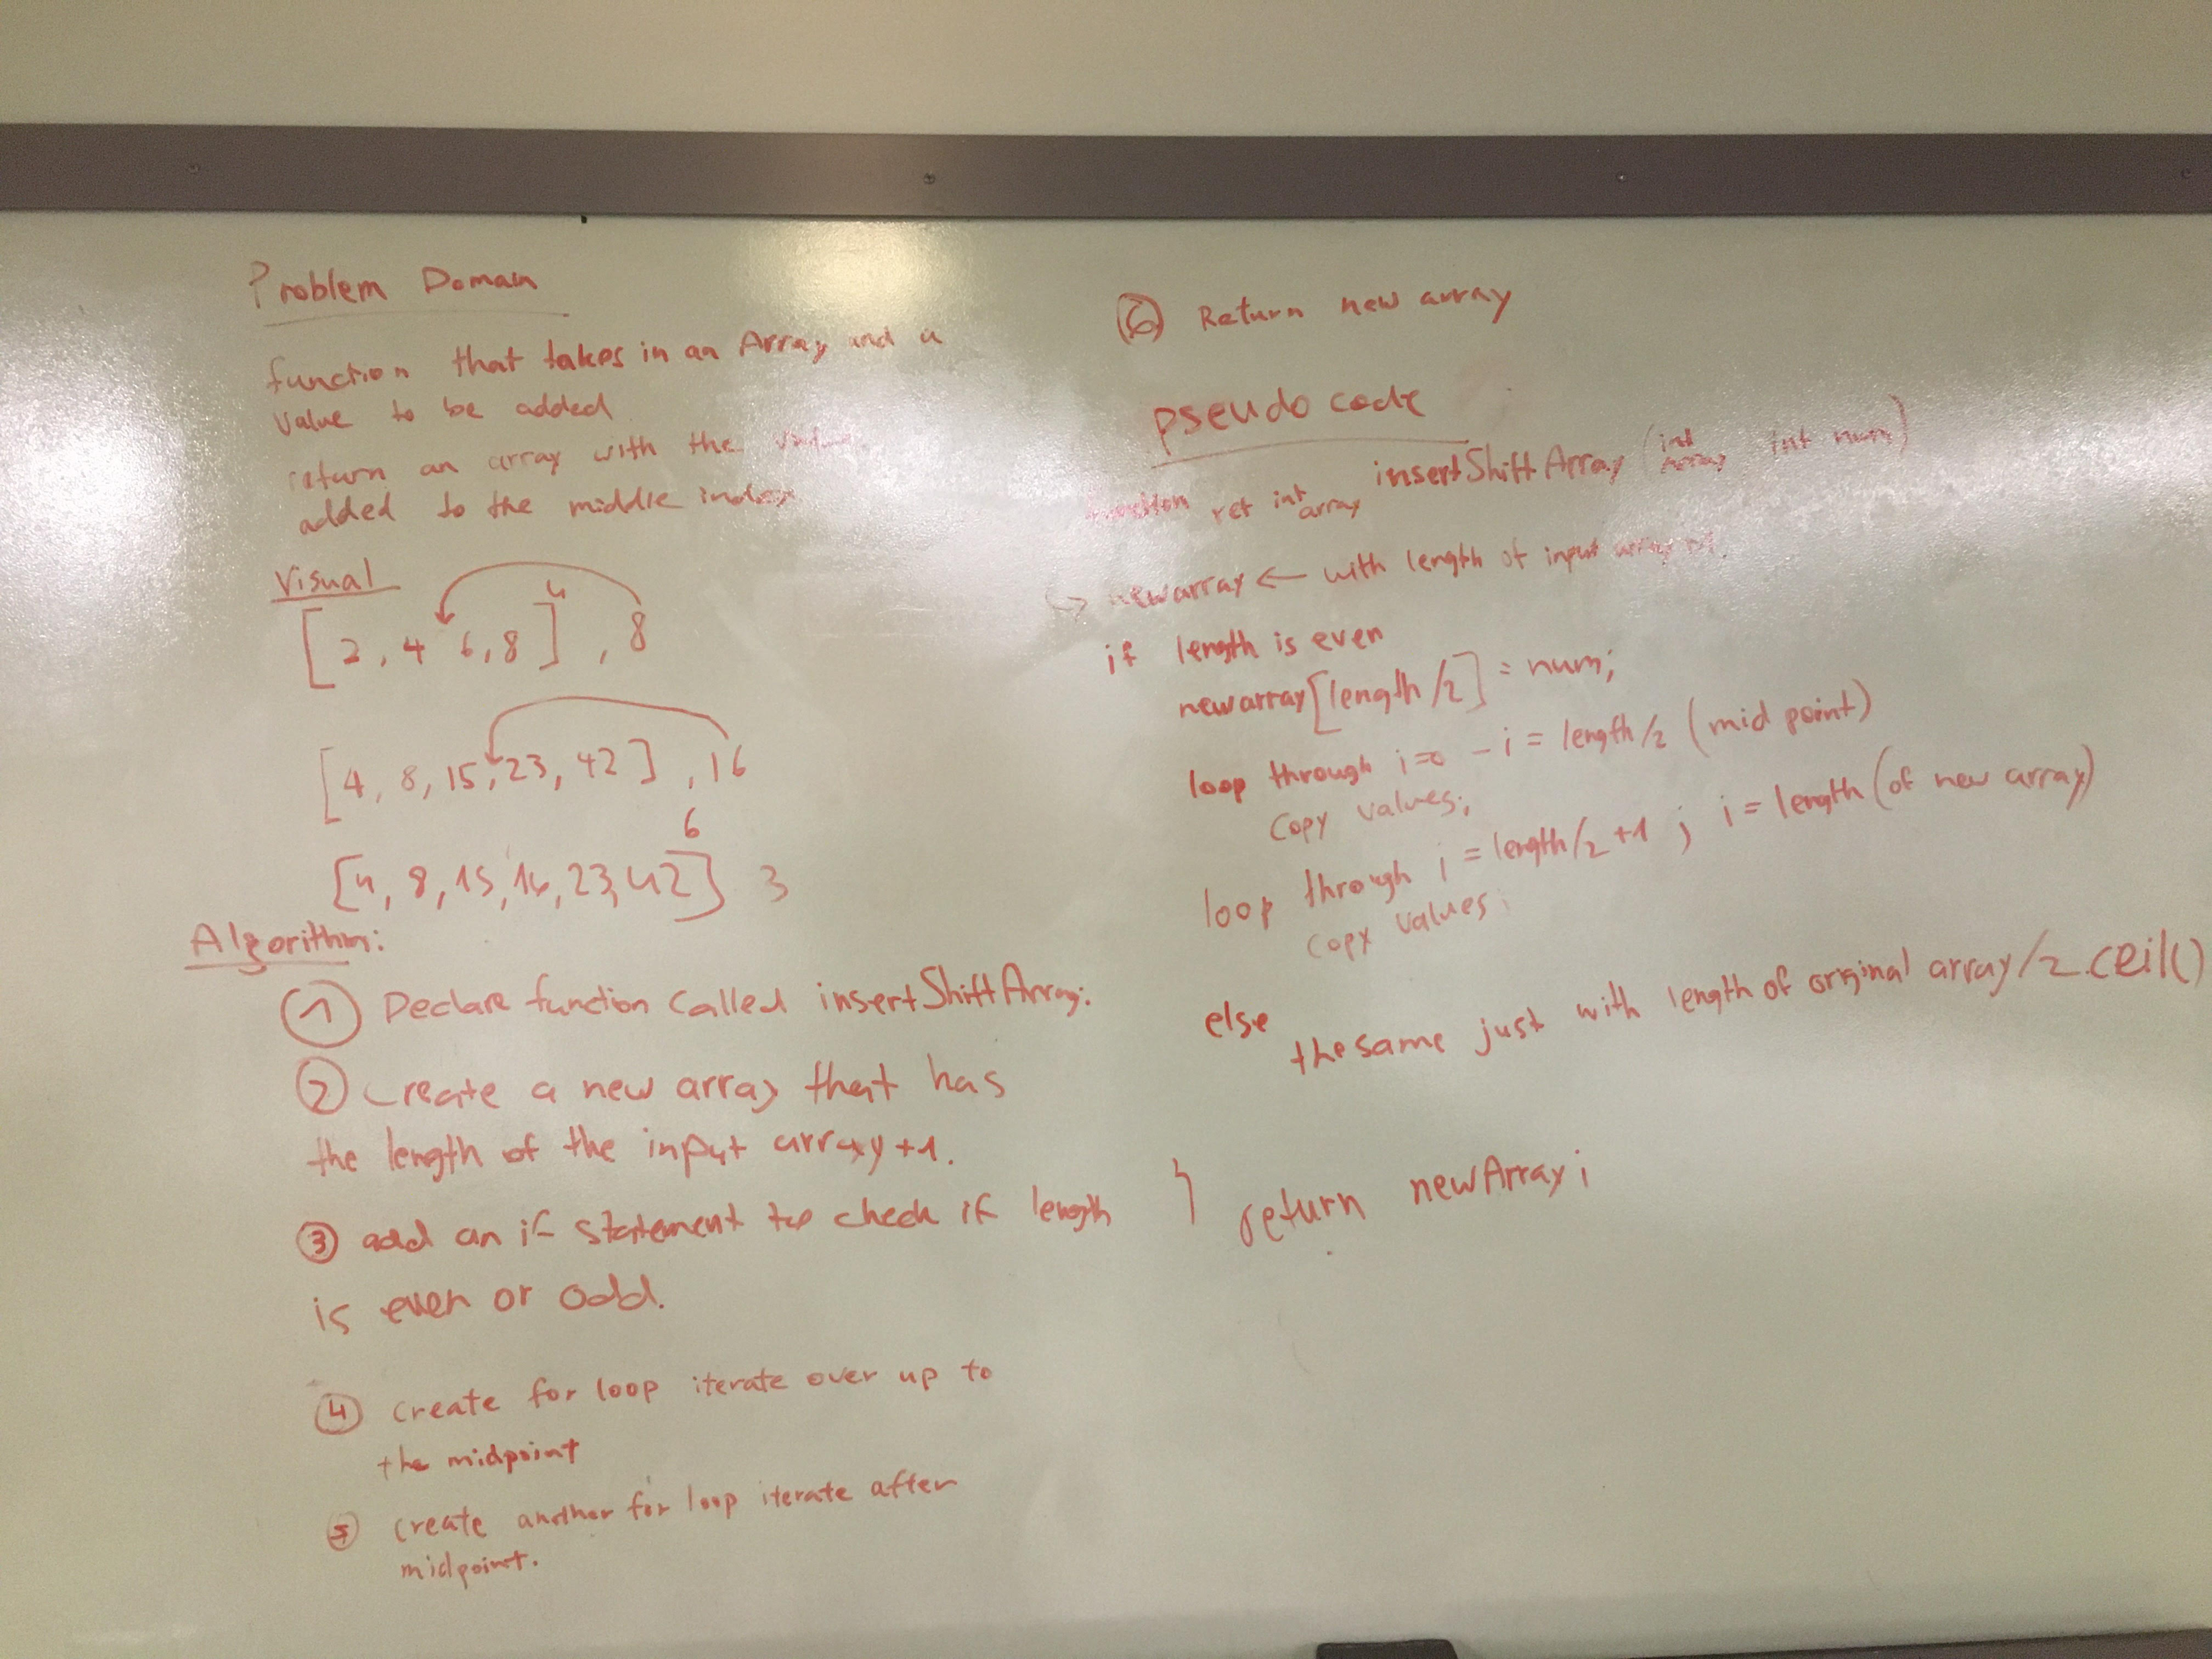 Problem Domain
function that takes in an Array and a
value to be added
return an array with the value
added to the middle index
Visual
4
[2, 4 6, 8], 8
[4, 8, 15, 23, 42], 16
6
[4, 8, 15, 16, 23, 42] 3
Algorithm:
① Declare function called insertShiftArray.
② Create a new array that has
the length of the input array +1.
③ add an if statement to check if length
is even or odd.
④ create for loop iterate over up to
the midpoint
⑤ create another for loop iterate after
midpoint.
⑥ Return new array
pseudo code
function ret int array insertShiftArray (int array int num)
↪ newarray ← with length of input array +1.
if length is even
newarray[length/2] = num;
loop through i=0 - i = length/2 (mid point)
copy values;
loop through i = length/2 +1 ; i = length (of new array)
copy values;
else
the same just with length of original array/2.ceil()
} return newArray;